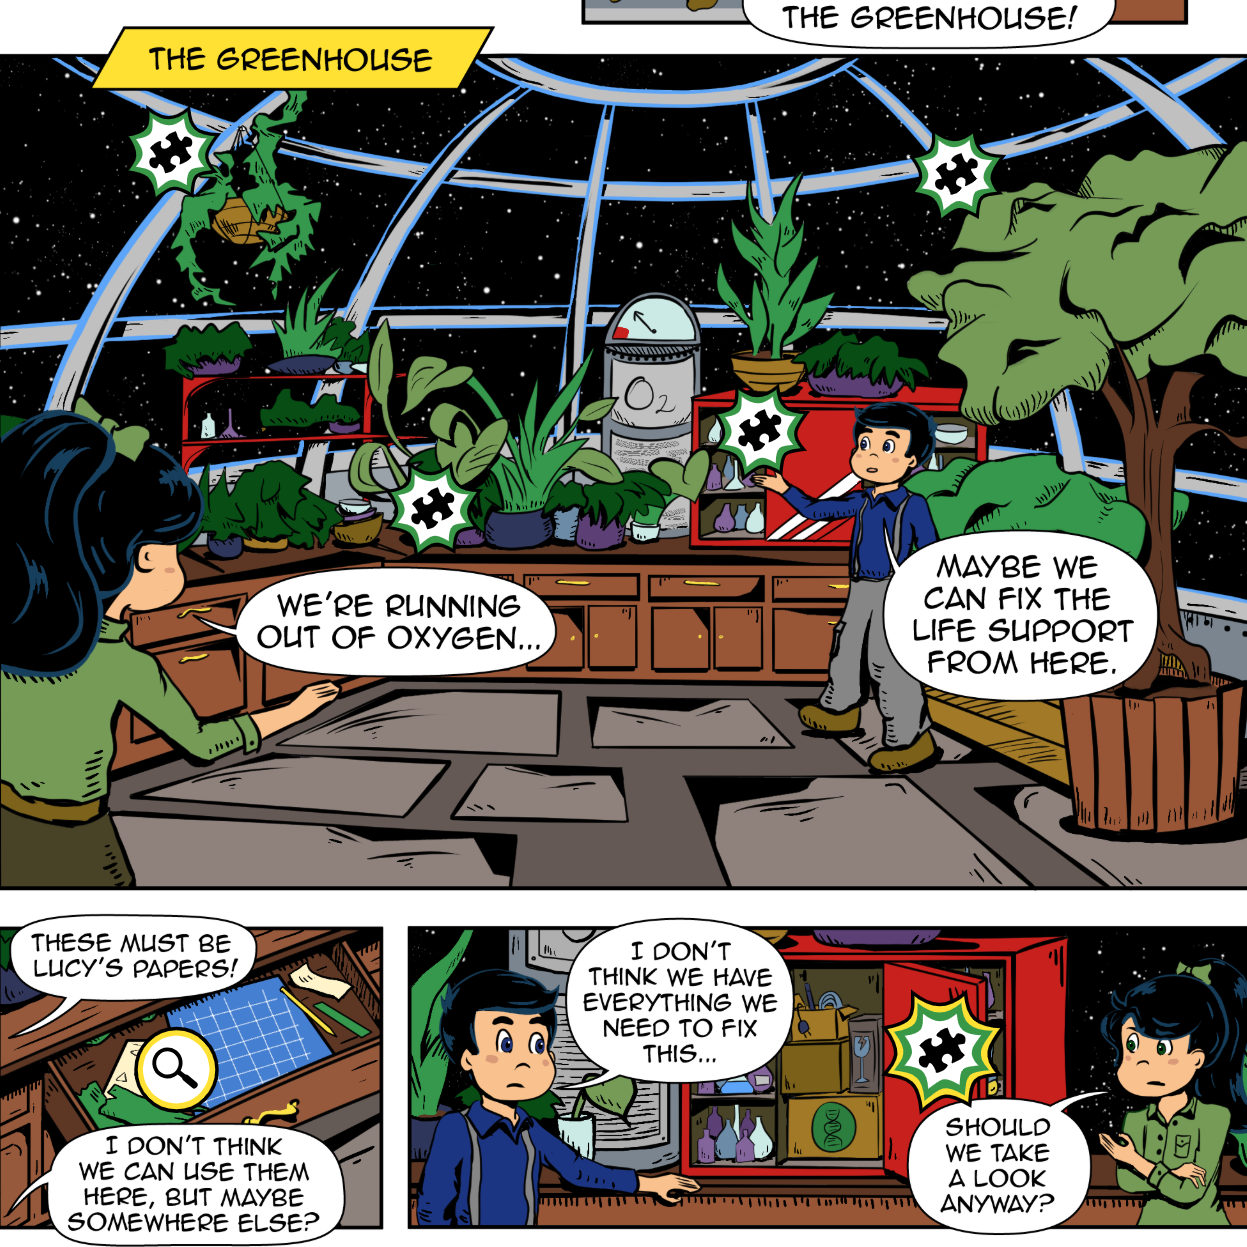 THE GREENHOUSE!
THE GREENHOUSE
O2
WE'RE RUNNING
OUT OF OXYGEN...
MAYBE WE
CAN FIX THE
LIFE SUPPORT
FROM HERE.
THESE MUST BE
LUCY'S PAPERS!
I DON'T THINK
WE CAN USE THEM
HERE, BUT MAYBE
SOMEWHERE ELSE?
I DON'T
THINK WE HAVE
EVERYTHING WE
NEED TO FIX
THIS...
SHOULD
WE TAKE
A LOOK
ANYWAY?